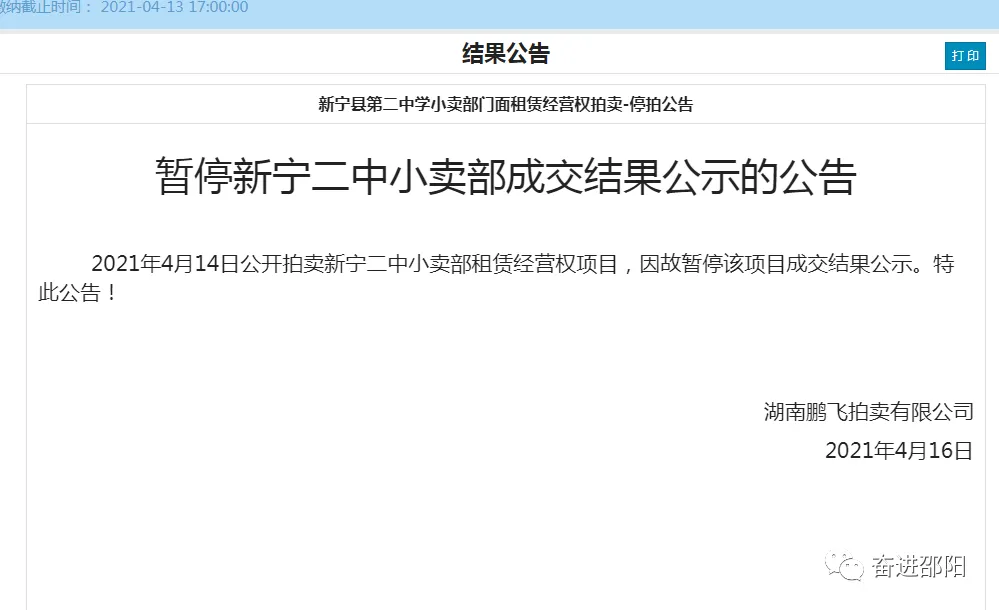 缴纳截止时间： 2021-04-13 17:00:00
结果公告
打印
新宁县第二中学小卖部门面租赁经营权拍卖-停拍公告
暂停新宁二中小卖部成交结果公示的公告
2021年4月14日公开拍卖新宁二中小卖部租赁经营权项目，因故暂停该项目成交结果公示。特
此公告！
湖南鹏飞拍卖有限公司
2021年4月16日
奋进邵阳